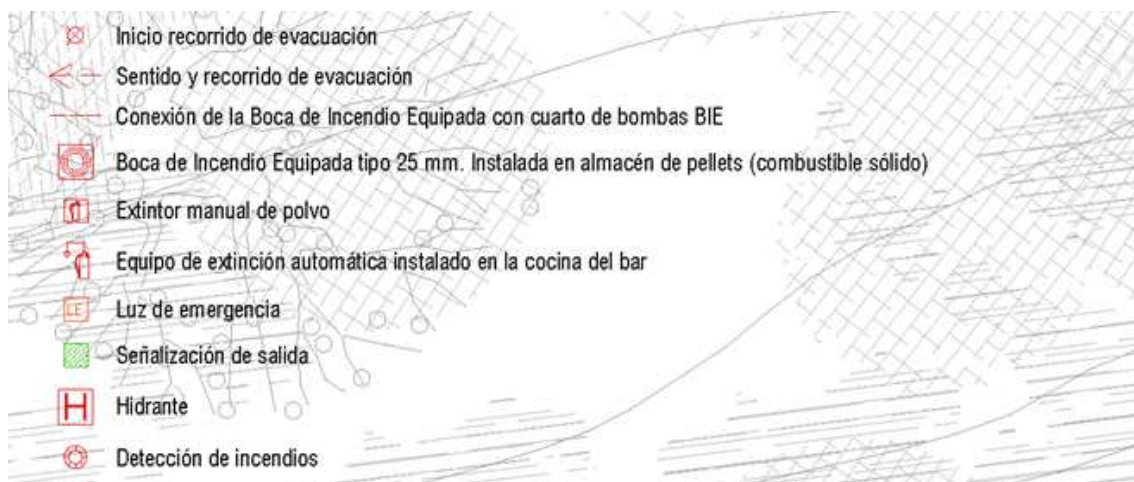 Inicio recorrido de evacuación
Sentido y recorrido de evacuación
Conexión de la Boca de Incendio Equipada con cuarto de bombas BIE
Boca de Incendio Equipada tipo 25 mm. Instalada en almacén de pellets (combustible sólido)
Extintor manual de polvo
Equipo de extinción automática instalado en la cocina del bar
LE Luz de emergencia
Señalización de salida
H Hidrante
Detección de incendios